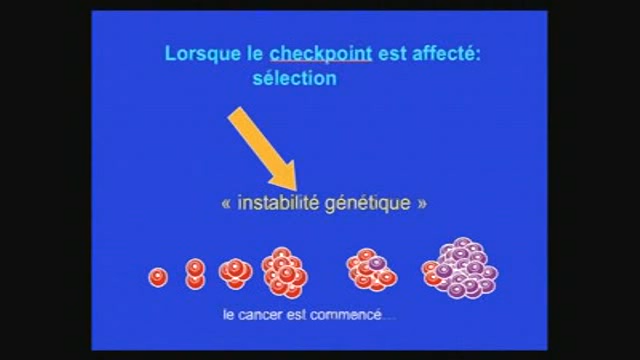 Lorsque le checkpoint est affecté:
sélection
« instabilité génétique »
le cancer est commencé...